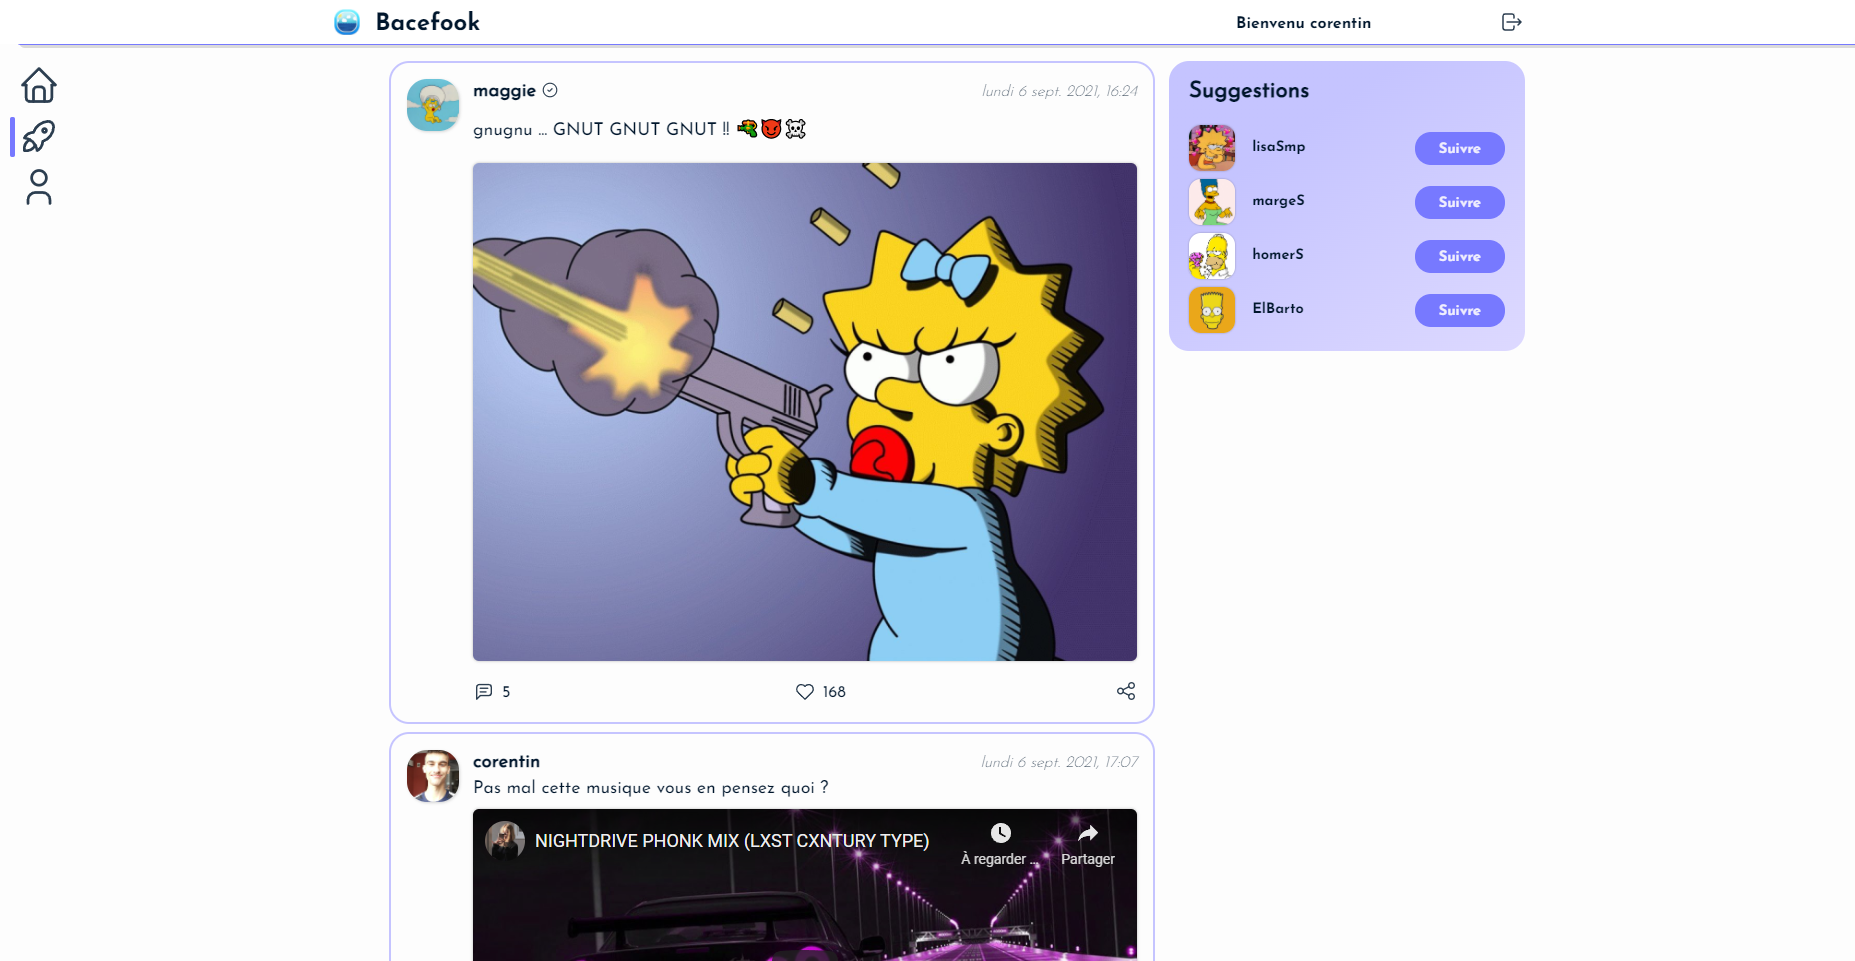 Bacefook
Bienvenu corentin
maggie
lundi 6 sept. 2021, 16:24
gnugnu ... GNUT GNUT GNUT !! 🔫😈☠
5
168
Suggestions
lisaSmp
Suivre
margeS
Suivre
homerS
Suivre
ElBarto
Suivre
corentin
lundi 6 sept. 2021, 17:07
Pas mal cette musique vous en pensez quoi ?
NIGHTDRIVE PHONK MIX (LXST CXNTURY TYPE)
À regarder ...
Partager